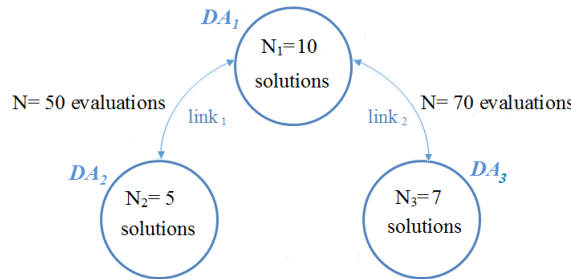 DA₁
N₁=10
solutions
N= 50 evaluations
N= 70 evaluations
link ₁
link ₂
DA₂
DA₃
N₂= 5
solutions
N₃=7
solutions